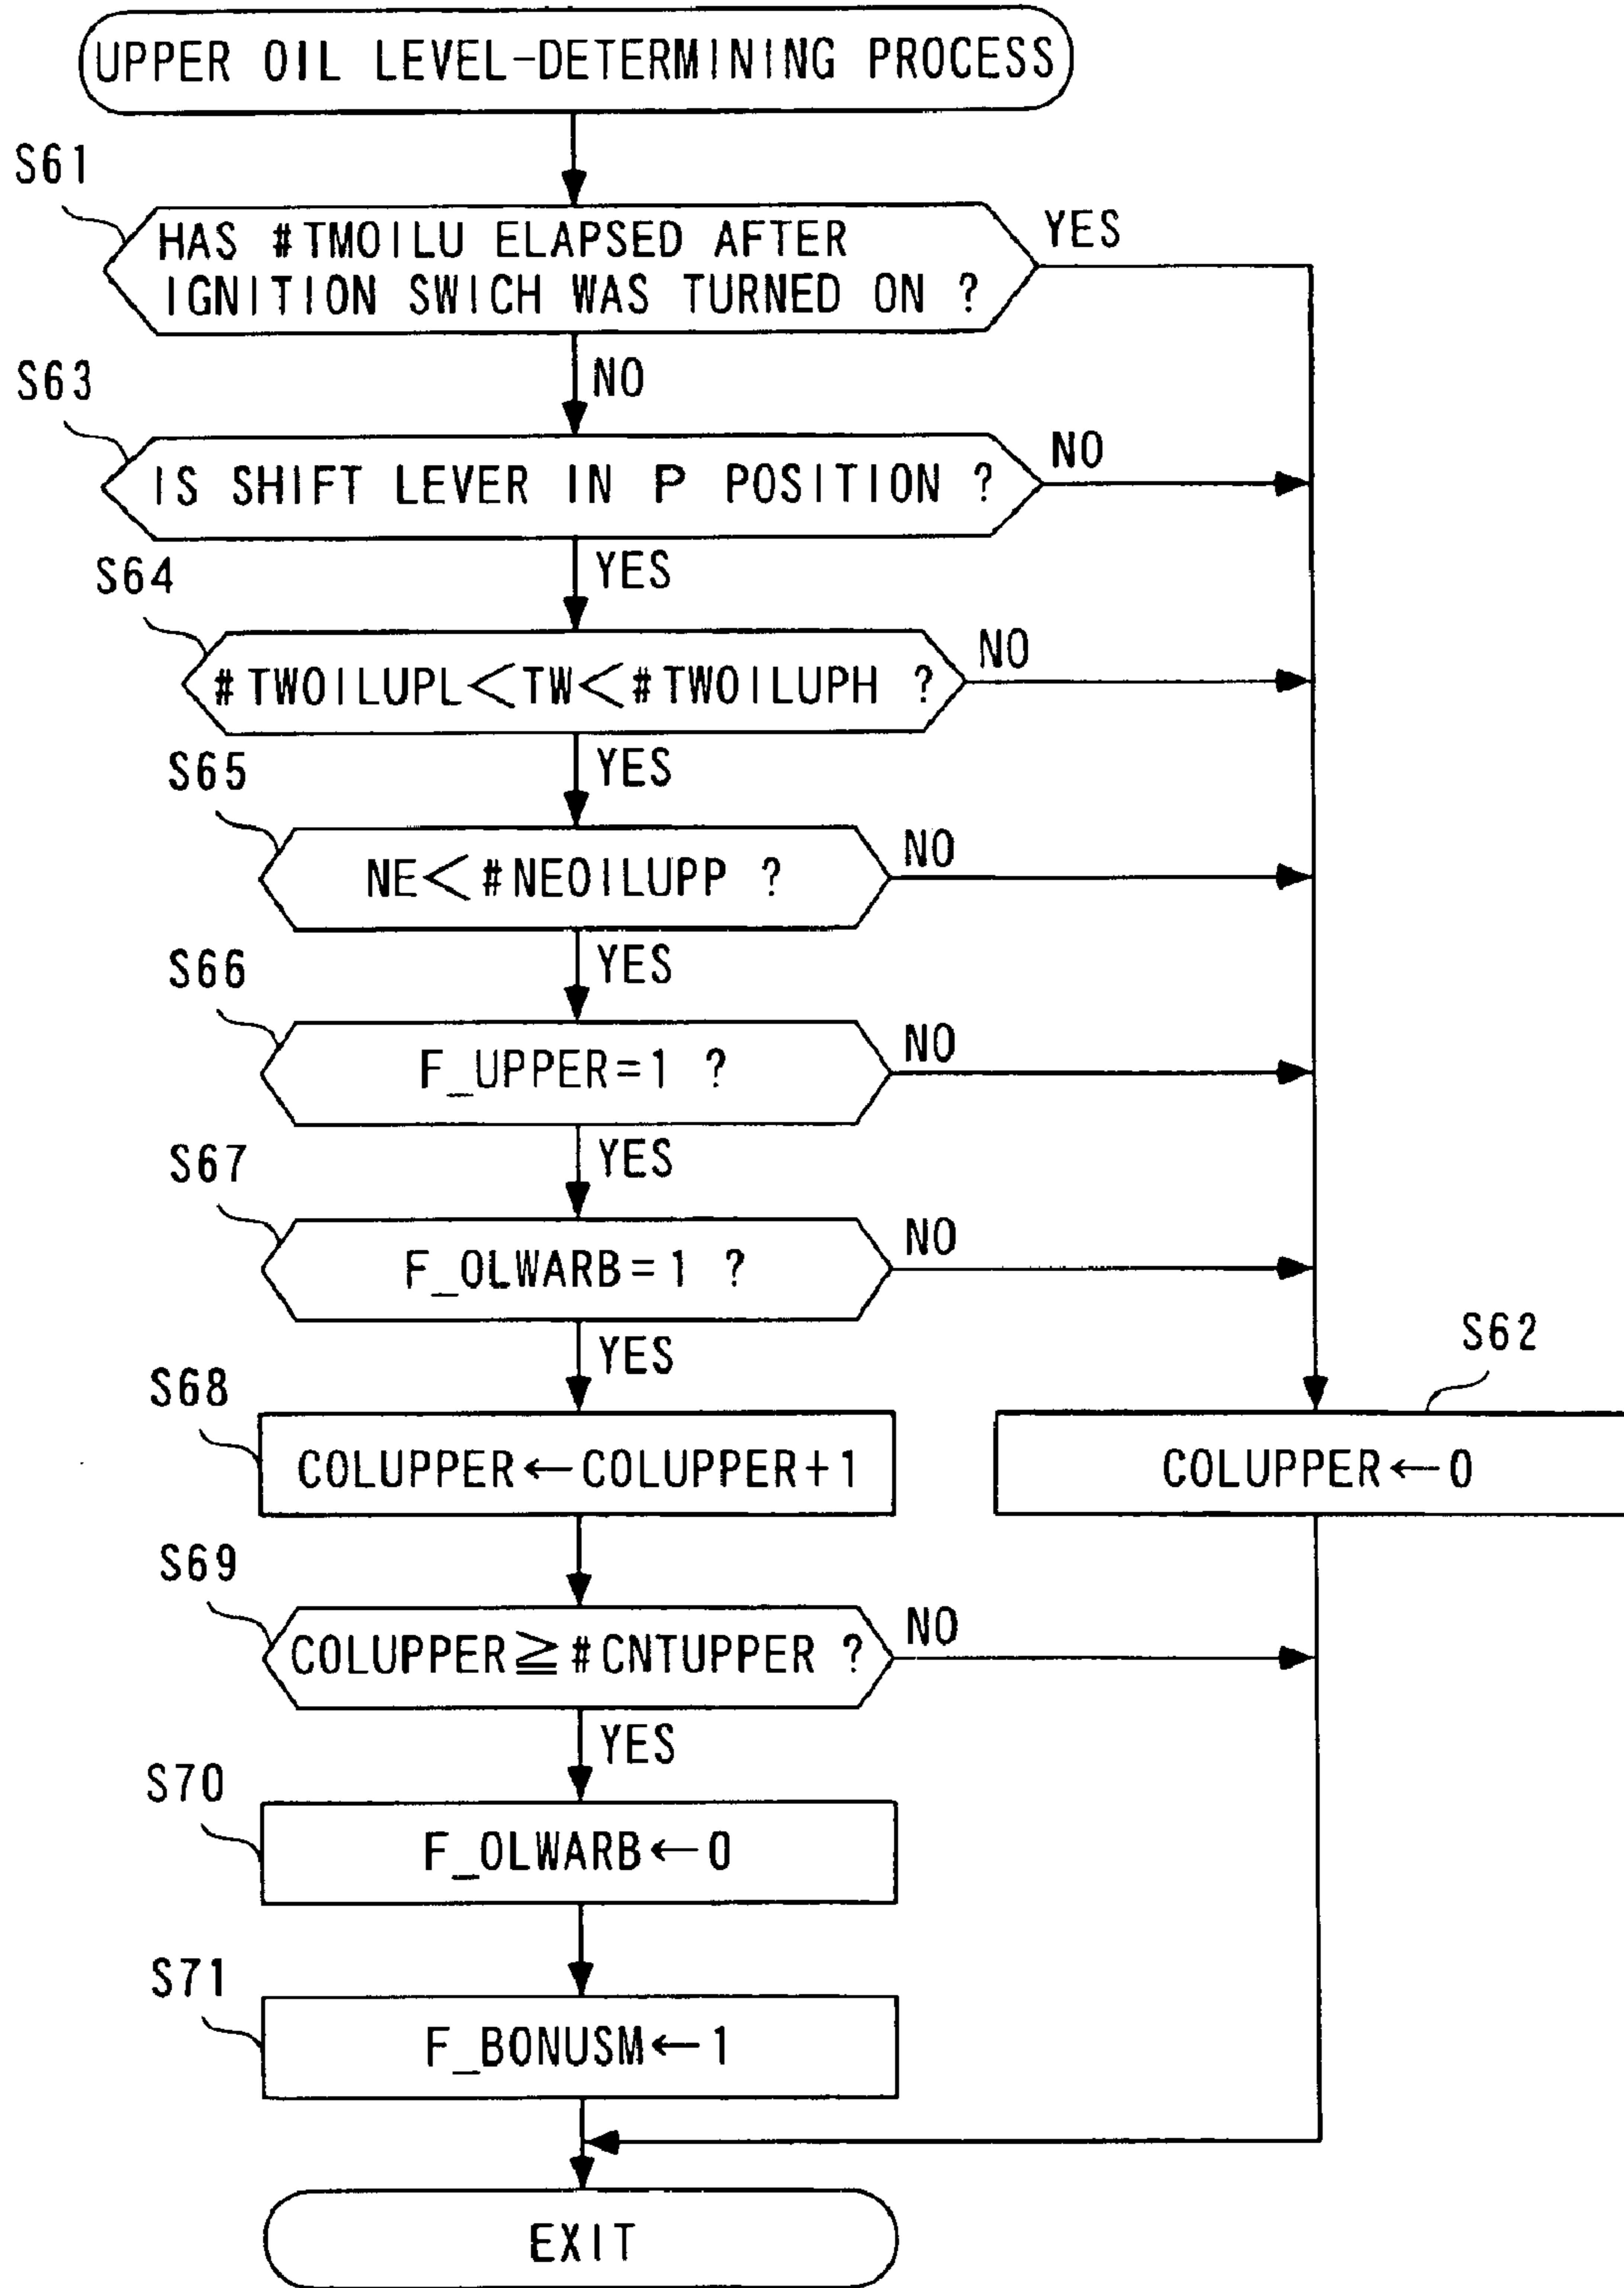 UPPER OIL LEVEL-DETERMINING PROCESS
S61
HAS #TMOILU ELAPSED AFTER
IGNITION SWICH WAS TURNED ON ?
YES
NO
S63
IS SHIFT LEVER IN P POSITION ?
NO
YES
S64
#TWOILUPL<TW<#TWOILUPH ?
NO
YES
S65
NE<#NEOILUPP ?
NO
YES
S66
F_UPPER=1 ?
NO
YES
S67
F_OLWARB=1 ?
NO
YES
S68
COLUPPER←COLUPPER+1
S62
COLUPPER←0
S69
COLUPPER≧#CNTUPPER ?
NO
YES
S70
F_OLWARB←0
S71
F_BONUSM←1
EXIT